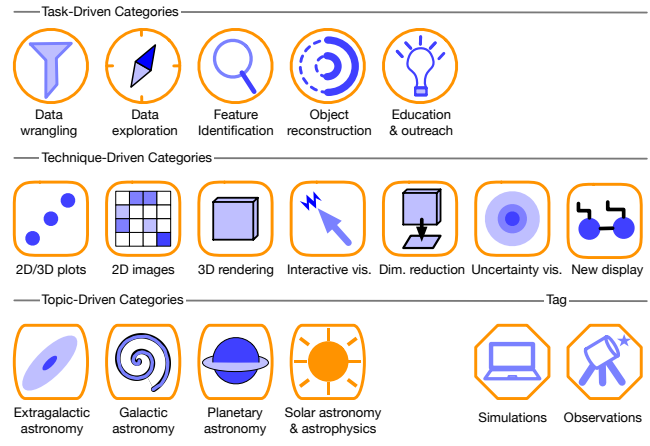 Task-Driven Categories
Data wrangling
Data exploration
Feature Identification
Object reconstruction
Education & outreach
Technique-Driven Categories
2D/3D plots
2D images
3D rendering
Interactive vis.
Dim. reduction
Uncertainty vis.
New display
Topic-Driven Categories
Tag
Extragalactic astronomy
Galactic astronomy
Planetary astronomy
Solar astronomy & astrophysics
Simulations
Observations